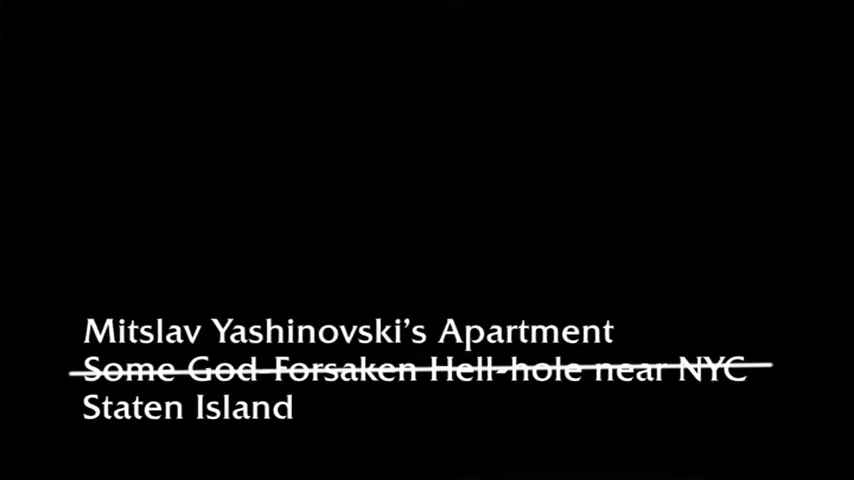 Mitslav Yashinovski's Apartment
Some God-Forsaken Hell-hole near NYC
Staten Island